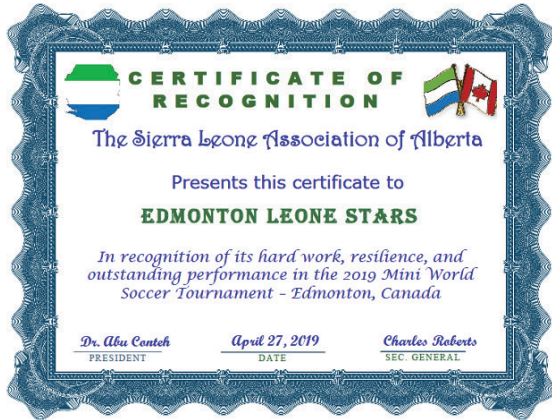 CERTIFICATE OF
RECOGNITION
The Sierra Leone Association of Alberta
Presents this certificate to
EDMONTON LEONE STARS
In recognition of its hard work, resilience, and
outstanding performance in the 2019 Mini World
Soccer Tournament - Edmonton, Canada
Dr. Abu Conteh April 27, 2019 Charles Roberts
PRESIDENT DATE SEC. GENERAL